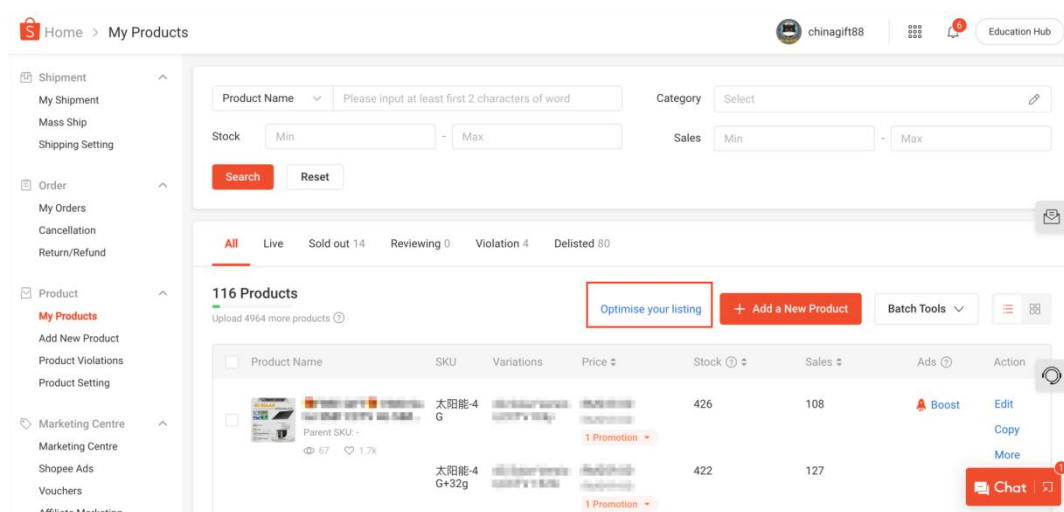 Home > My Products
chinagift88
6
Education Hub
Shipment
My Shipment
Mass Ship
Shipping Setting
Order
My Orders
Cancellation
Return/Refund
Product
My Products
Add New Product
Product Violations
Product Setting
Marketing Centre
Marketing Centre
Shopee Ads
Vouchers
Affiliate Marketing
Product Name
Please input at least first 2 characters of word
Category
Select
Stock
Min
-
Max
Sales
Min
-
Max
Search
Reset
All
Live
Sold out 14
Reviewing 0
Violation 4
Delisted 80
116 Products
Upload 4964 more products
Optimise your listing
+ Add a New Product
Batch Tools
Product Name
SKU
Variations
Price
Stock
Sales
Ads
Action
Parent SKU: -
67
1.7k
太阳能-4
G
1 Promotion
426
108
Boost
Edit
Copy
More
太阳能-4
G+32g
1 Promotion
422
127
Chat
1